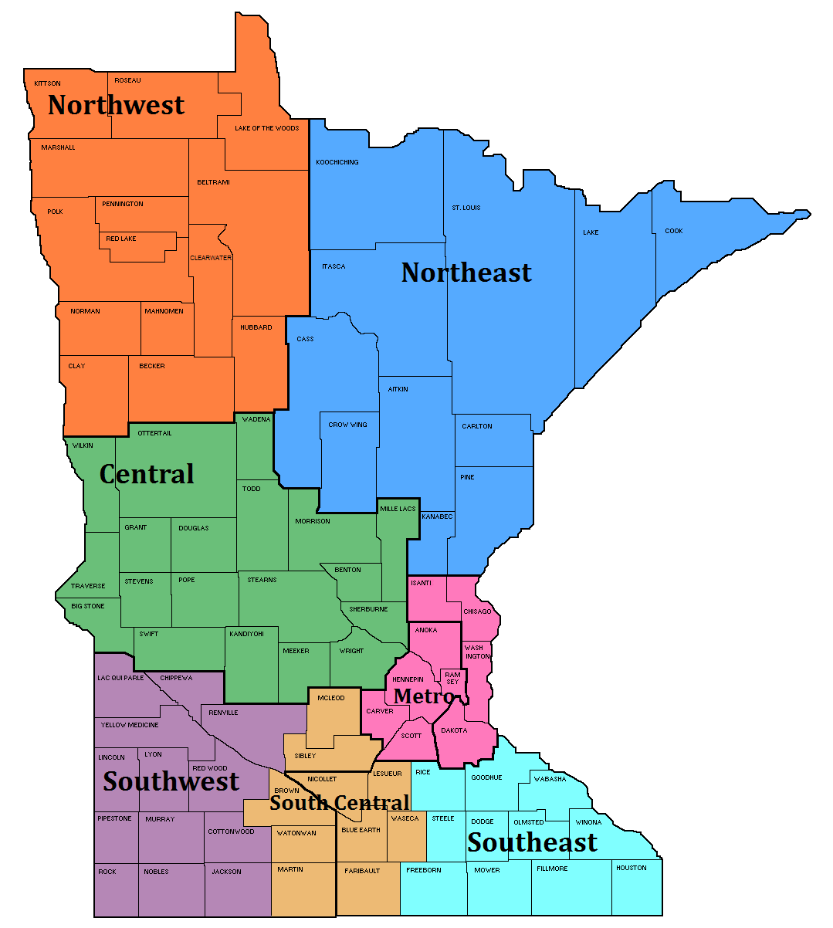 KITTSON
ROSEAU
Northwest
LAKE OF THE WOODS
MARSHALL
KOOCHICHING
BELTRAMI
PENNINGTON
POLK
ST. LOUIS
LAKE
COOK
RED LAKE
CLEARWATER
ITASCA
Northeast
NORMAN
MAHNOMEN
HUBBARD
CASS
CLAY
BECKER
AITKIN
WADENA
CROW WING
CARLTON
OTTERTAIL
WILKIN
Central
PINE
TODD
MILLE LACS
KANABEC
MORRISON
GRANT
DOUGLAS
BENTON
TRAVERSE
STEVENS
POPE
STEARNS
ISANTI
BIG STONE
SHERBURNE
CHISAGO
SWIFT
KANDIYOHI
ANOKA
MEEKER
WRIGHT
WASH
INGTON
LAC QUI PARLE
CHIPPEWA
HENNEPIN
RAM
SEY
Metro
MCLEOD
CARVER
RENVILLE
YELLOW MEDICINE
SCOTT
DAKOTA
LINCOLN
LYON
SIBLEY
RED WOOD
Southwest
NICOLLET
LESUEUR
RICE
GOODHUE
WABASHA
BROWN
South Central
PIPESTONE
MURRAY
COTTONWOOD
WATONWAN
BLUE EARTH
WASECA
STEELE
DODGE
OLMSTED
WINONA
Southeast
ROCK
NOBLES
JACKSON
MARTIN
FARIBAULT
FREEBORN
MOWER
FILLMORE
HOUSTON